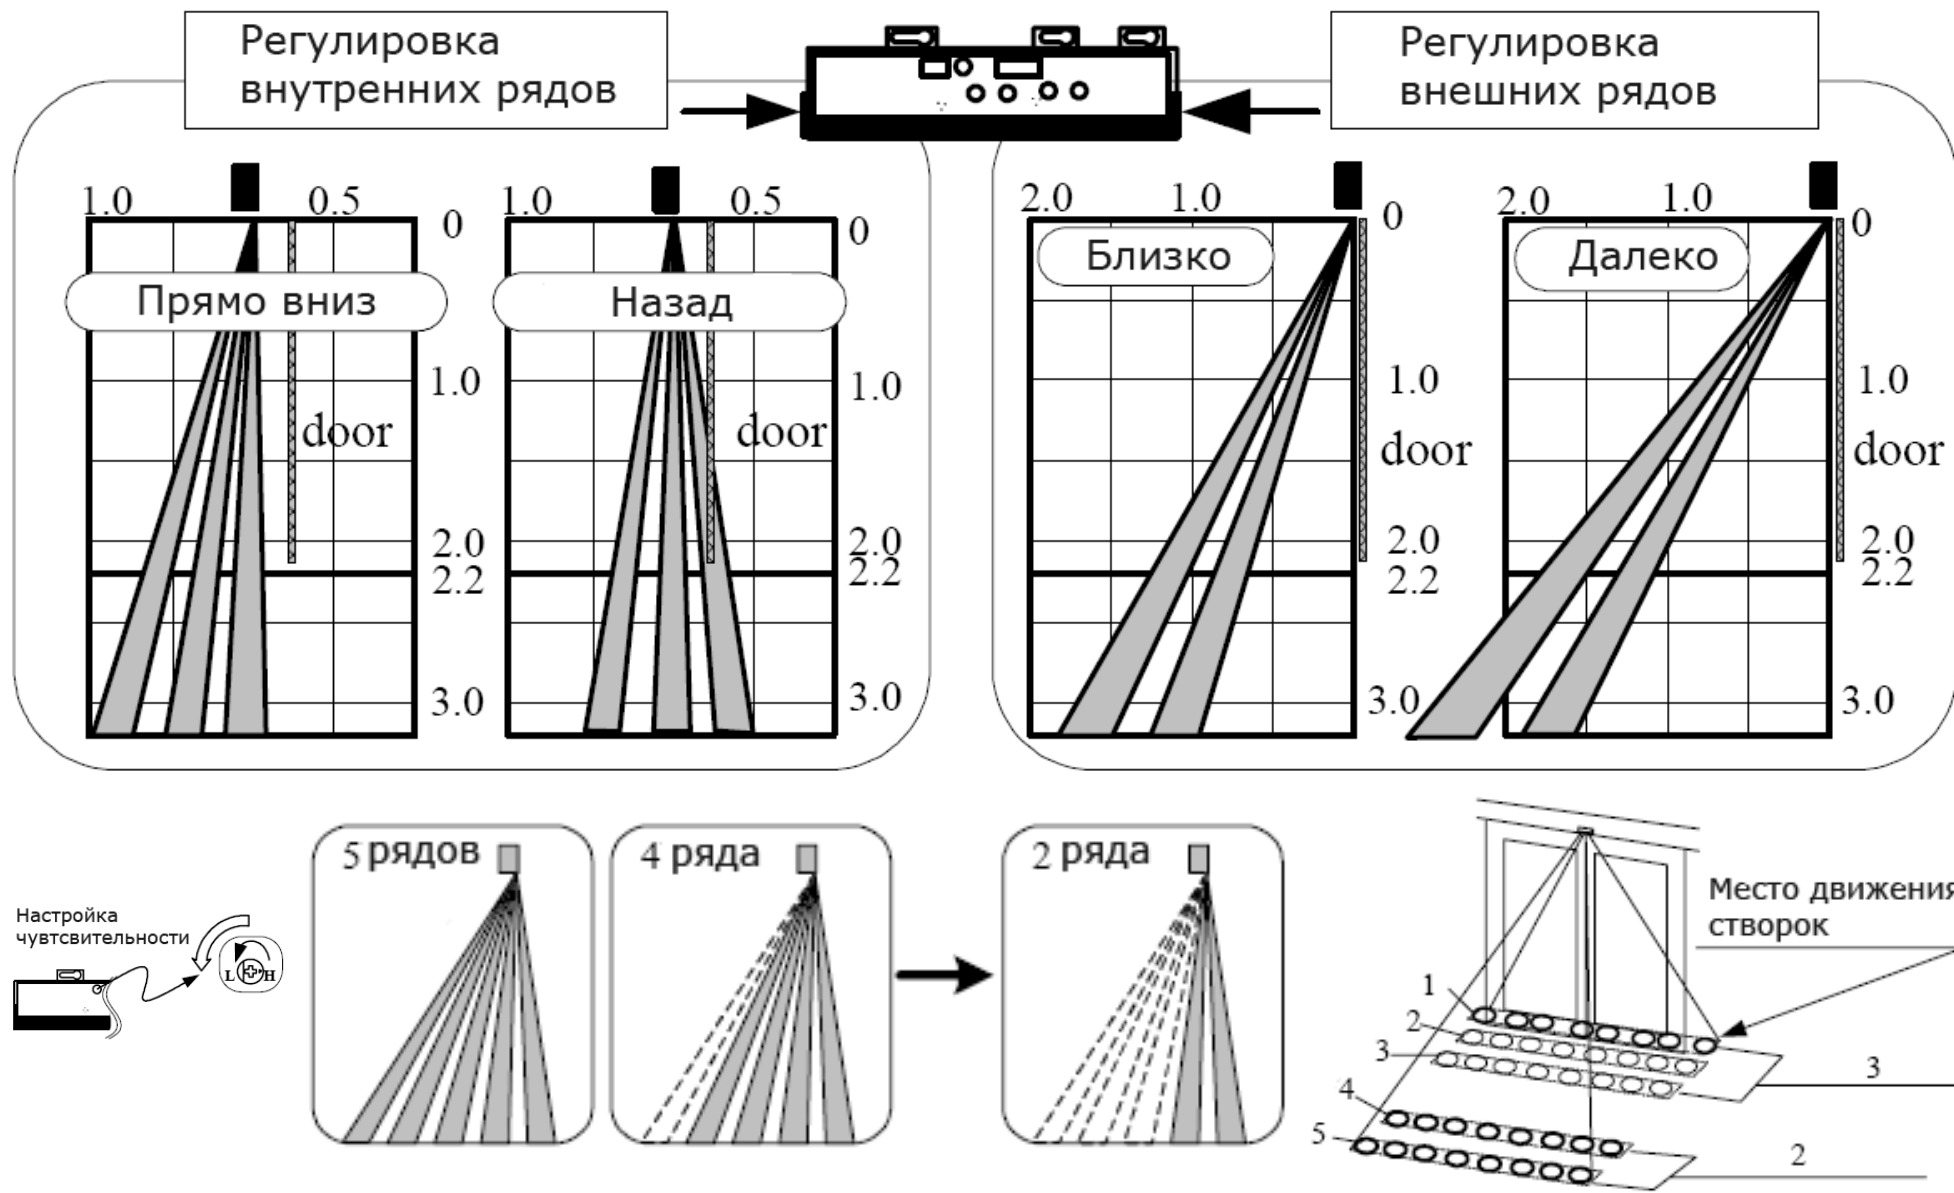 Регулировка
внутренних рядов
Регулировка
внешних рядов
1.0 0.5
0
Прямо вниз
1.0
door
2.0
2.2
3.0
1.0 0.5
0
Назад
1.0
door
2.0
2.2
3.0
2.0 1.0
0
Близко
1.0
door
2.0
2.2
3.0
2.0 1.0
0
Далеко
1.0
door
2.0
2.2
3.0
Настройка
чувтсвительности
L H
5 рядов
4 ряда
2 ряда
Место движения
створок
1
2
3
4
5
3
2